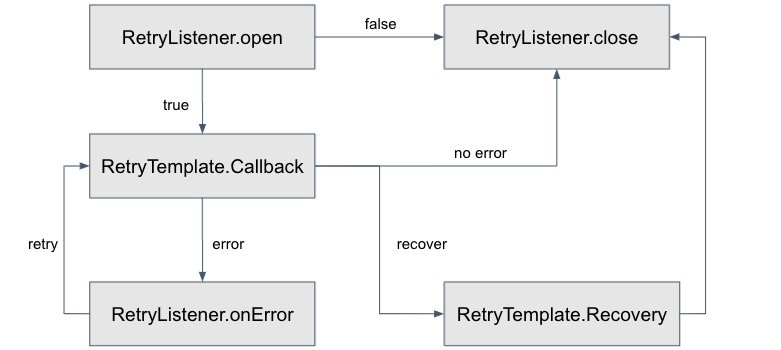 RetryListener.open
false
RetryListener.close
true
RetryTemplate.Callback
no error
retry
error
recover
RetryListener.onError
RetryTemplate.Recovery